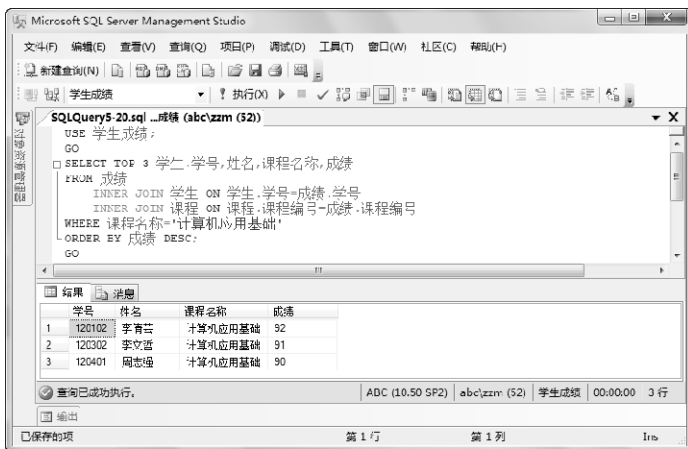 Microsoft SQL Server Management Studio
文件(F) 编辑(E) 查看(V) 查询(Q) 项目(P) 调试(D) 工具(T) 窗口(W) 社区(C) 帮助(H)
新建查询(N)
学生成绩 执行(X)
对象资源管理器
SQLQuery5-20.sql ...成绩 (abc\zzm (52))
USE 学生成绩;
GO
SELECT TOP 3 学生.学号,姓名,课程名称,成绩
FROM 成绩
INNER JOIN 学生 ON 学生.学号=成绩.学号
INNER JOIN 课程 ON 课程.课程编号=成绩.课程编号
WHERE 课程名称='计算机应用基础'
ORDER BY 成绩 DESC;
GO
结果 消息
学号 姓名 课程名称 成绩
1 120102 李青芸 计算机应用基础 92
2 120302 李文哲 计算机应用基础 91
3 120401 周志强 计算机应用基础 90
查询已成功执行。 ABC (10.50 SP2) abc\zzm (52) 学生成绩 00:00:00 3 行
输出
已保存的项 第 1 行 第 1 列 Ins